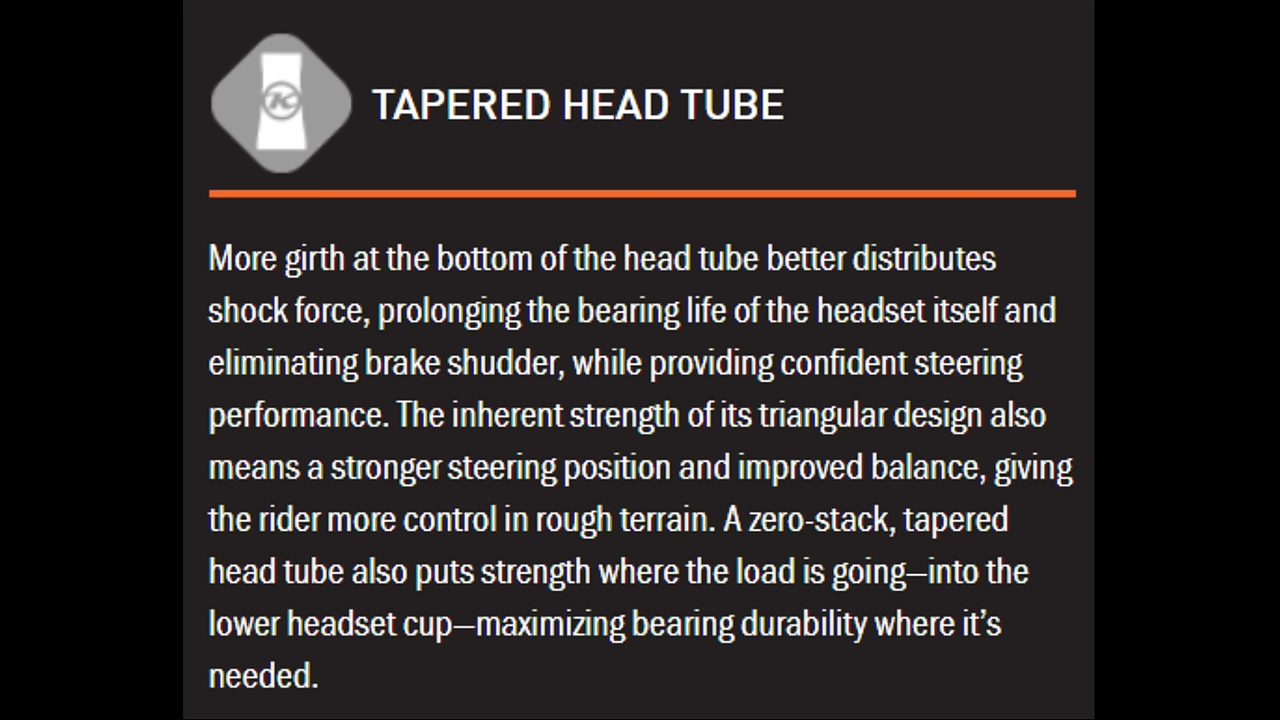 TAPERED HEAD TUBE
More girth at the bottom of the head tube better distributes
shock force, prolonging the bearing life of the headset itself and
eliminating brake shudder, while providing confident steering
performance. The inherent strength of its triangular design also
means a stronger steering position and improved balance, giving
the rider more control in rough terrain. A zero-stack, tapered
head tube also puts strength where the load is going—into the
lower headset cup—maximizing bearing durability where it’s
needed.